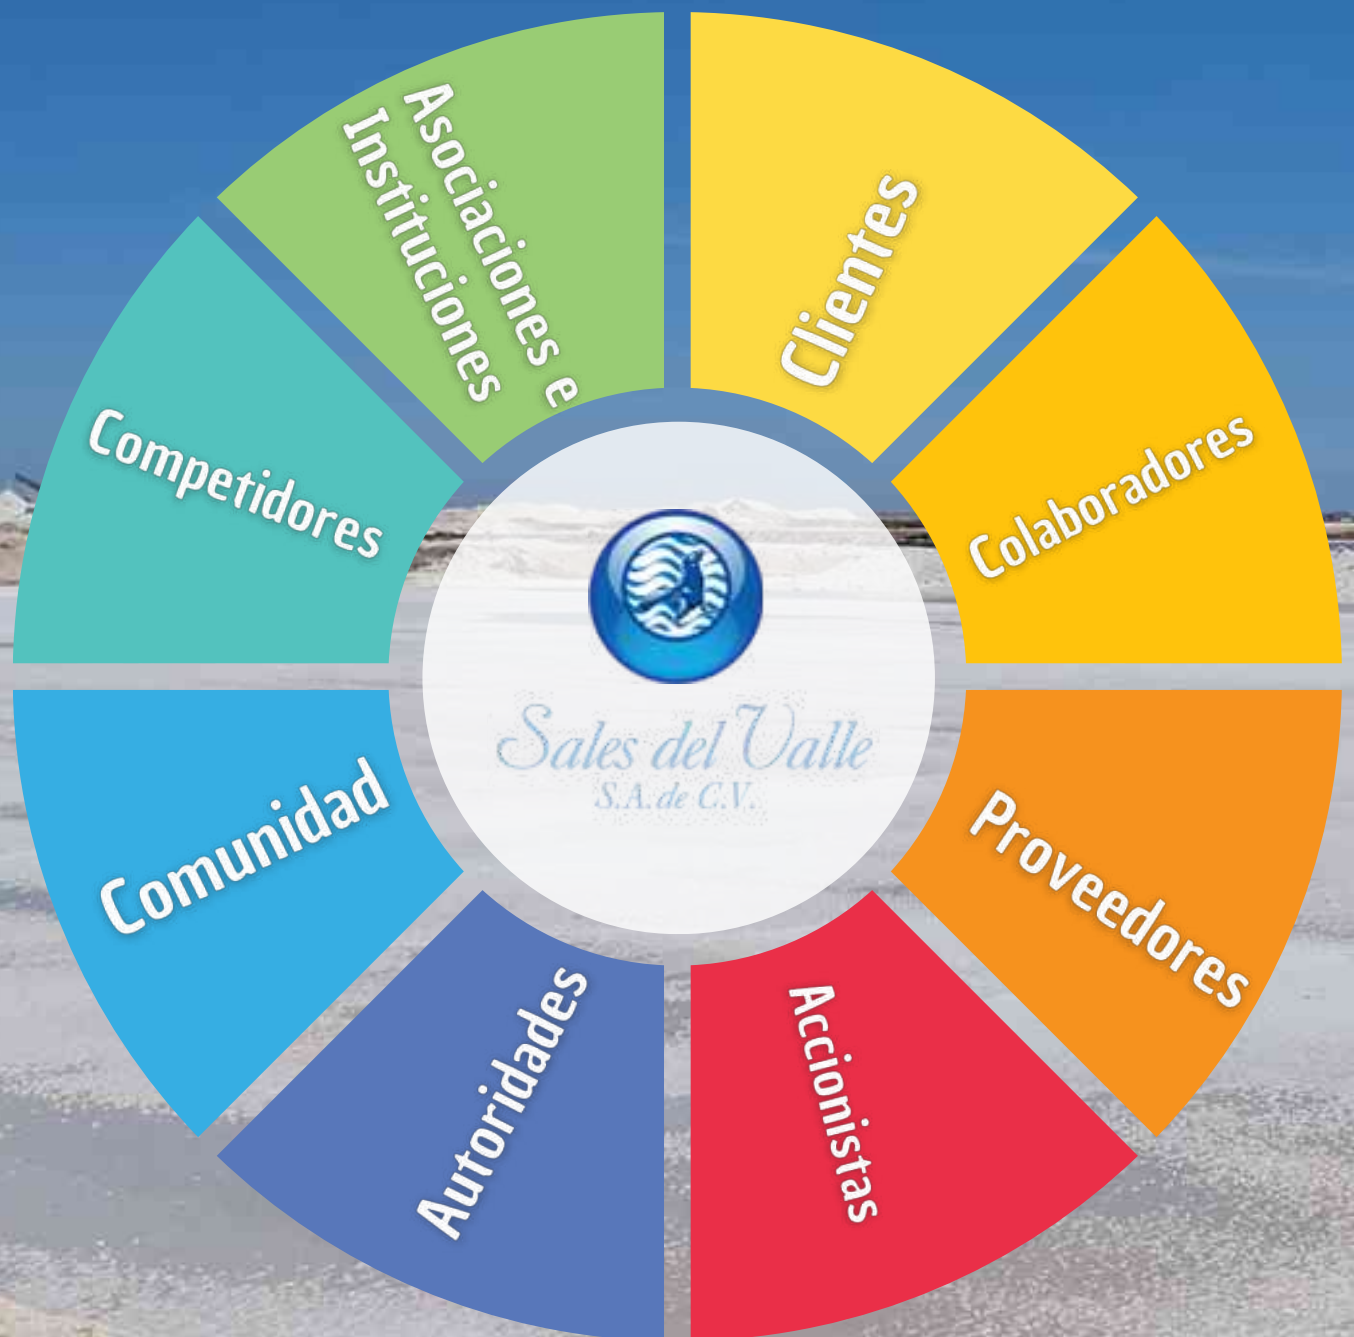 Asociaciones e
Instituciones
Clientes
Colaboradores
Proveedores
Accionistas
Autoridades
Comunidad
Competidores
Sales del Valle
S.A. de C.V.